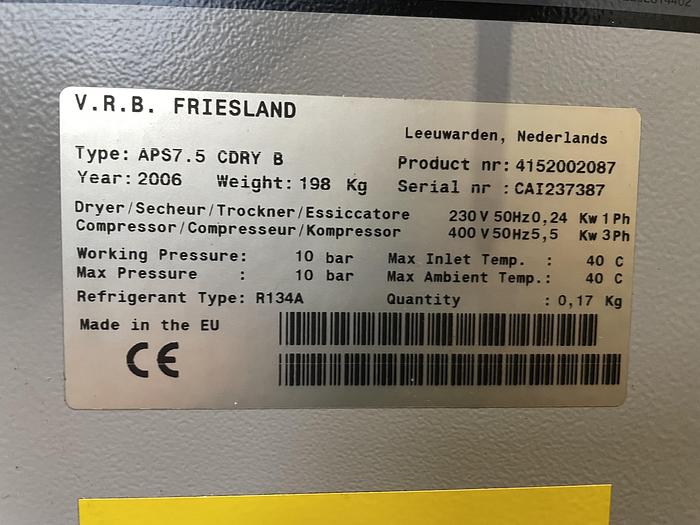 V.R.B. FRIESLAND
Leeuwarden, Nederlands
Type: APS7.5 CDRY B
Product nr: 4152002087
Year: 2006 Weight: 198 Kg
Serial nr : CAI237387
Dryer/Secheur/Trockner/Essiccatore 230 V 50Hz 0,24 Kw 1 Ph
Compressor/Compresseur/Kompressor 400 V 50Hz 5,5 Kw 3 Ph
Working Pressure: 10 bar Max Inlet Temp. : 40 C
Max Pressure : 10 bar Max Ambient Temp.: 40 C
Refrigerant Type: R134A Quantity : 0,17 Kg
Made in the EU
CE